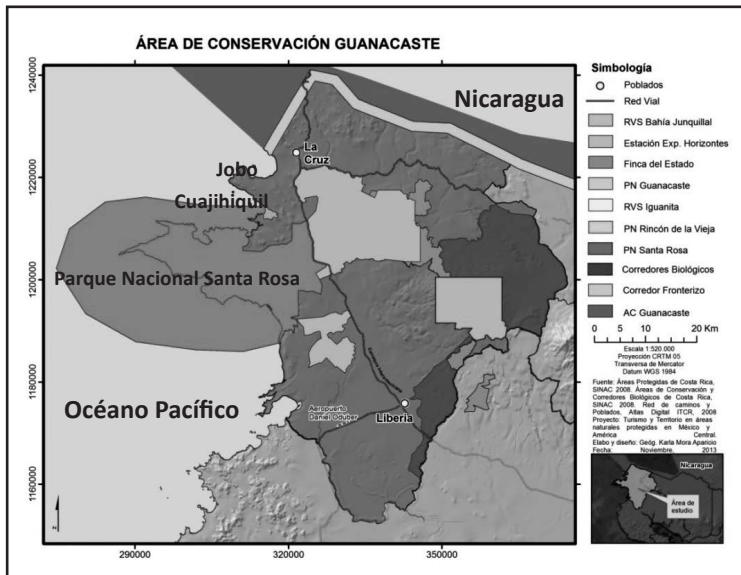 ÁREA DE CONSERVACIÓN GUANACASTE
1240000
1220000
1200000
1180000
1160000
290000
320000
350000
Nicaragua
La
Cruz
Jobo
Cuajihiquil
Parque Nacional Santa Rosa
Océano Pacífico
Aeropuerto
Daniel Oduber
Liberia
N
Simbología
Poblados
Red Vial
RVS Bahía Junquillal
Estación Exp. Horizontes
Finca del Estado
PN Guanacaste
RVS Iguanita
PN Rincón de la Vieja
PN Santa Rosa
Corredores Biológicos
Corredor Fronterizo
AC Guanacaste
0 5 10 20 Km
Escala 1:520.000
Proyección CRTM 05
Transversa de Mercator
Datum WGS 1984
Fuente: Áreas Protegidas de Costa Rica,
SINAC 2008. Áreas de Conservación y
Corredores Biológicos de Costa Rica,
SINAC 2008. Red de caminos y
Poblados, Atlas Digital ITCR, 2008
Proyecto: Turismo y Territorio en áreas
naturales protegidas en México y
América Central.
Elabo y diseño: Geóg. Karla Mora Aparicio
Fecha: Noviembre, 2013
Nicaragua
Área de
estudio